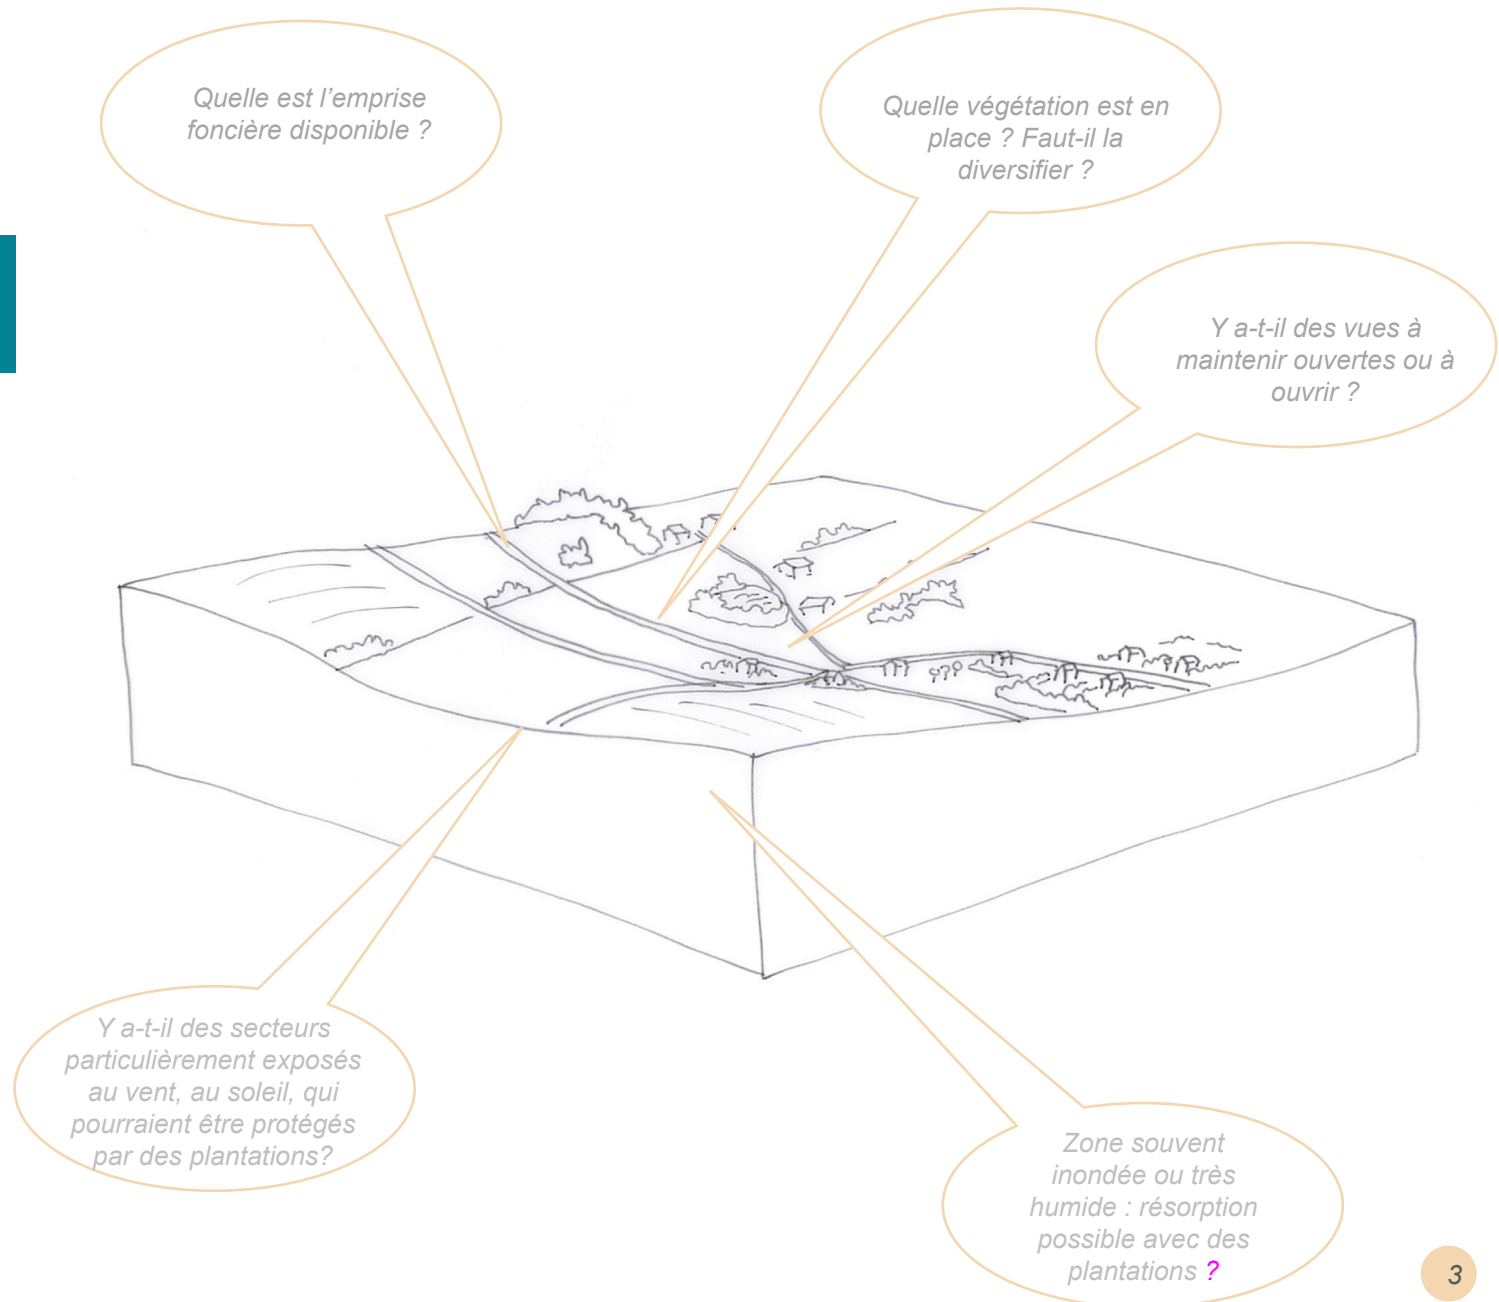 Quelle est l’emprise
foncière disponible ?
Quelle végétation est en
place ? Faut-il la
diversifier ?
Y a-t-il des vues à
maintenir ouvertes ou à
ouvrir ?
Y a-t-il des secteurs
particulièrement exposés
au vent, au soleil, qui
pourraient être protégés
par des plantations?
Zone souvent
inondée ou très
humide : résorption
possible avec des
plantations ?
3